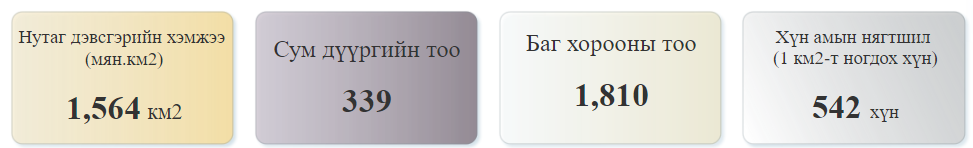 Нутаг дэвсгэрийн хэмжээ
(мян.км2)
1,564 км2
Сум дүүргийн тоо
339
Баг хорооны тоо
1,810
Хүн амын нягтшил
(1 км2-т ногдох хүн)
542 хүн